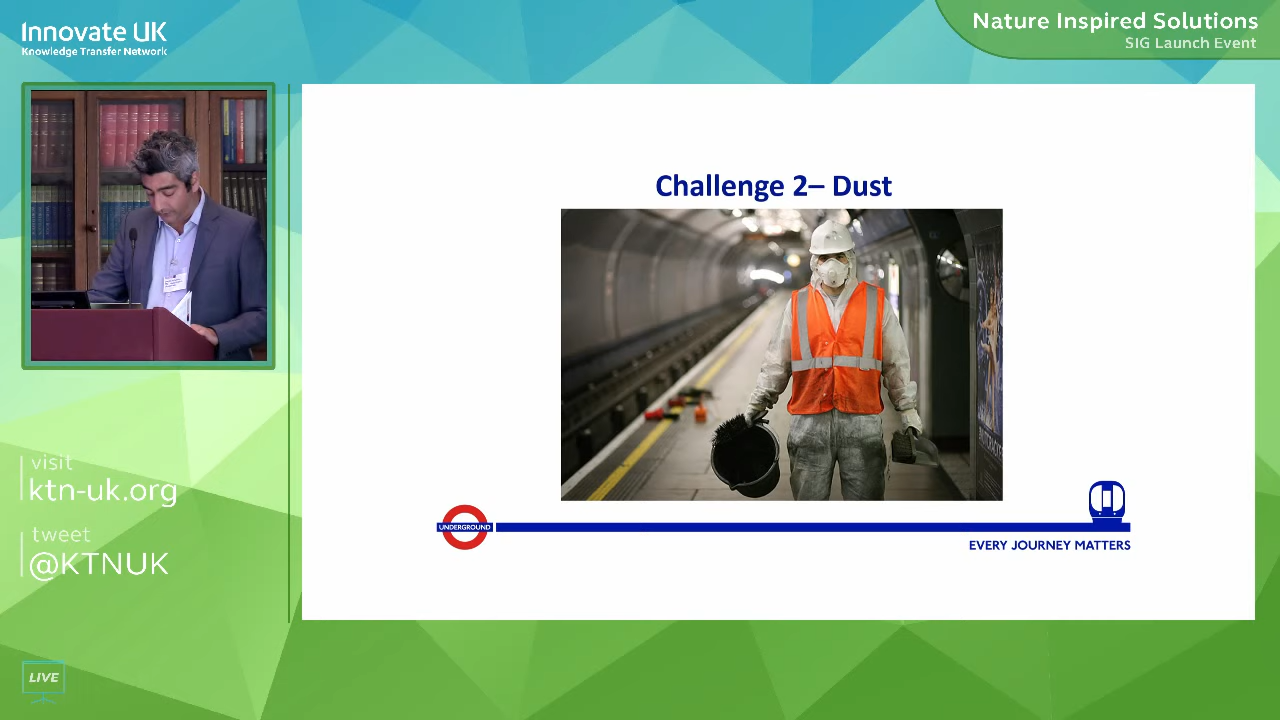 Innovate UK
Knowledge Transfer Network
Nature Inspired Solutions
SIG Launch Event
Challenge 2– Dust
UNDERGROUND
EVERY JOURNEY MATTERS
visit
ktn-uk.org
tweet
@KTNUK
LIVE